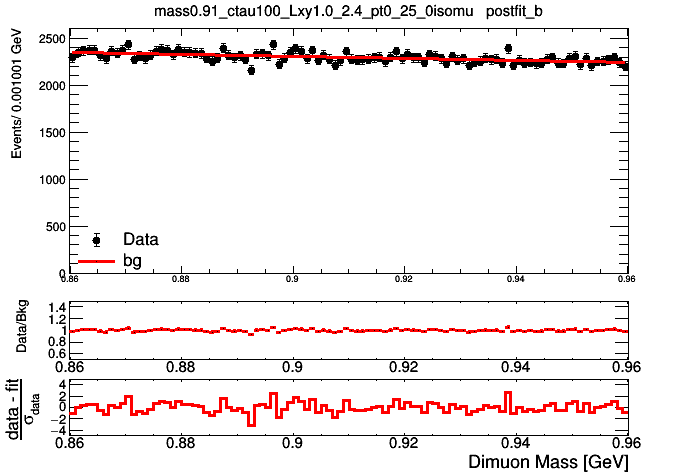 mass0.91_ctau100_Lxy1.0_2.4_pt0_25_0isomu postfit_b
Events/ 0.001001 GeV
2500
2000
1500
1000
500
0
Data
bg
0.86 0.88 0.9 0.92 0.94 0.96
Data/Bkg
1.4
1.2
1
0.8
0.6
0.86 0.88 0.9 0.92 0.94 0.96
data - fit
σdata
4
2
0
−2
−4
0.86 0.88 0.9 0.92 0.94 0.96
Dimuon Mass [GeV]